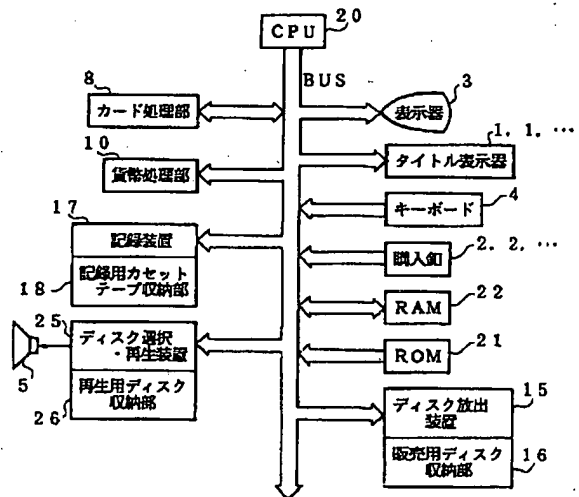 20
CPU
BUS
8
カード処理部
3
表示器
10
貨幣処理部
1. 1. …
タイトル表示器
4
キーボード
17
記録装置
記録用カセット
テープ収納部
18
2. 2. …
購入釦
22
RAM
21
ROM
25
ディスク選択
・再生装置
5
再生用ディスク
収納部
26
15
ディスク放出
装置
販売用ディスク
収納部
16